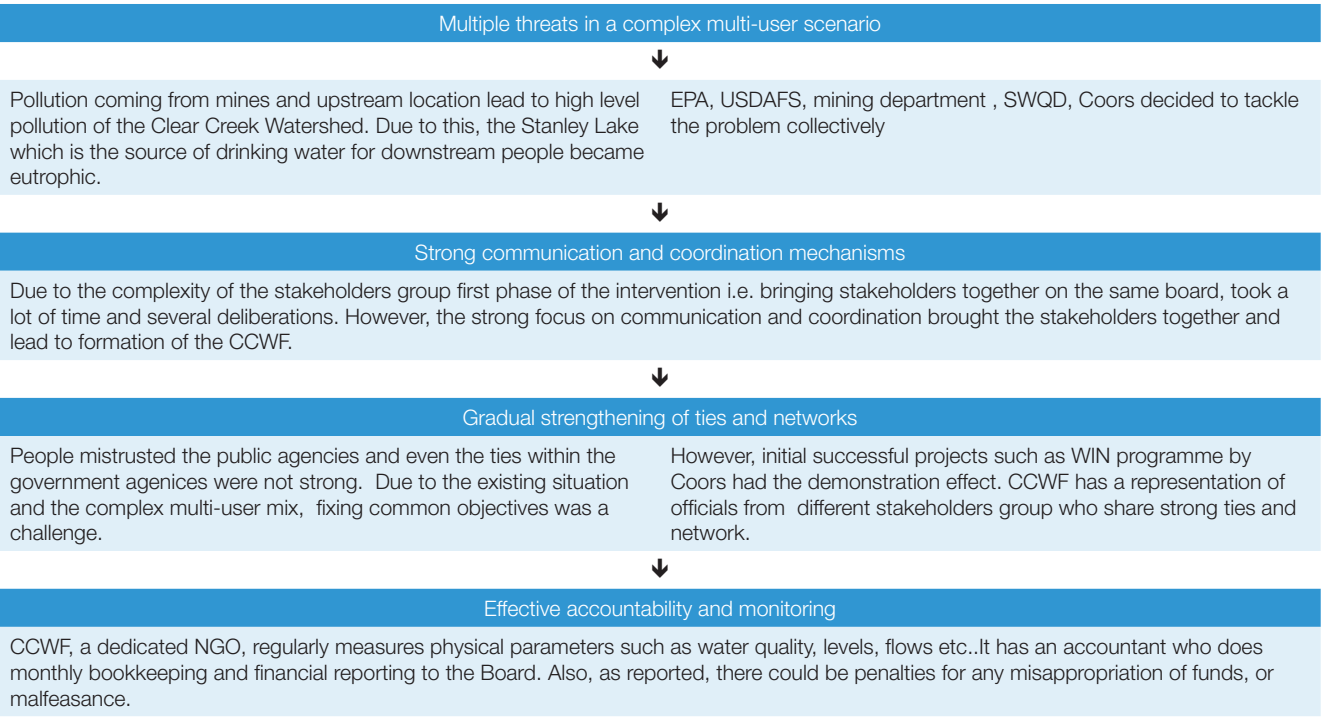 Multiple threats in a complex multi-user scenario
Pollution coming from mines and upstream location lead to high level
pollution of the Clear Creek Watershed. Due to this, the Stanley Lake
which is the source of drinking water for downstream people became
eutrophic.
EPA, USDAFS, mining department , SWQD, Coors decided to tackle
the problem collectively
Strong communication and coordination mechanisms
Due to the complexity of the stakeholders group first phase of the intervention i.e. bringing stakeholders together on the same board, took a
lot of time and several deliberations. However, the strong focus on communication and coordination brought the stakeholders together and
lead to formation of the CCWF.
Gradual strengthening of ties and networks
People mistrusted the public agencies and even the ties within the
government agenices were not strong.  Due to the existing situation
and the complex multi-user mix,  fixing common objectives was a
challenge.
However, initial successful projects such as WIN programme by
Coors had the demonstration effect. CCWF has a representation of
officials from  different stakeholders group who share strong ties and
network.
Effective accountability and monitoring
CCWF, a dedicated NGO, regularly measures physical parameters such as water quality, levels, flows etc..It has an accountant who does
monthly bookkeeping and financial reporting to the Board. Also, as reported, there could be penalties for any misappropriation of funds, or
malfeasance.